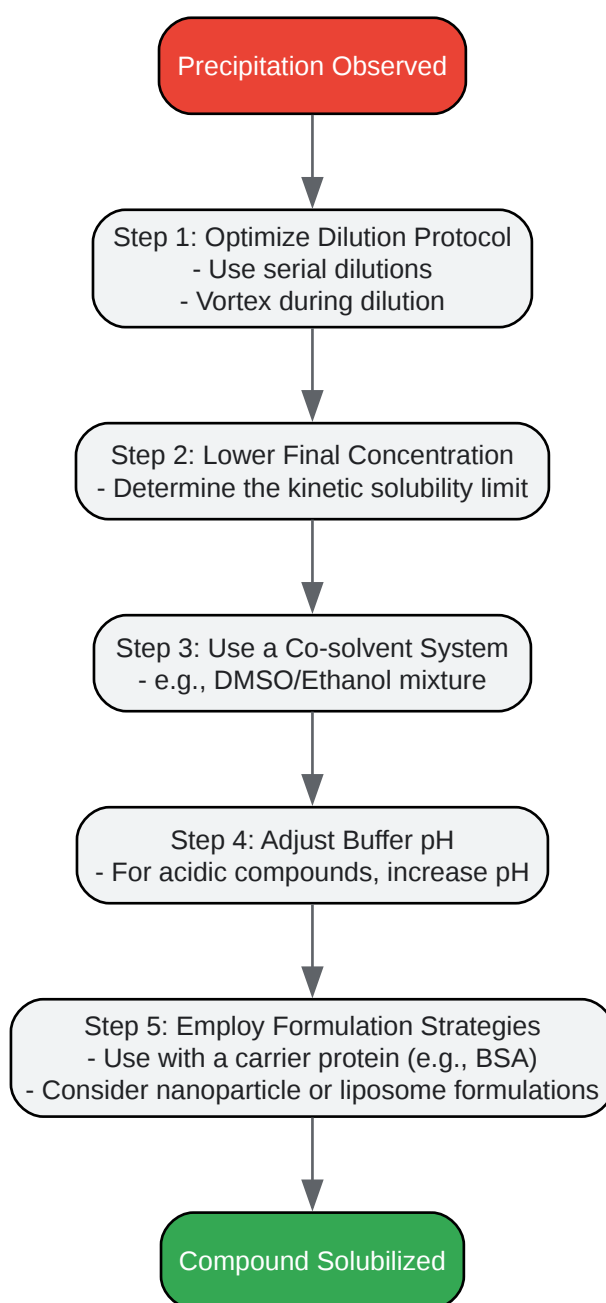 Precipitation Observed
Step 1: Optimize Dilution Protocol
- Use serial dilutions
- Vortex during dilution
Step 2: Lower Final Concentration
- Determine the kinetic solubility limit
Step 3: Use a Co-solvent System
- e.g., DMSO/Ethanol mixture
Step 4: Adjust Buffer pH
- For acidic compounds, increase pH
Step 5: Employ Formulation Strategies
- Use with a carrier protein (e.g., BSA)
- Consider nanoparticle or liposome formulations
Compound Solubilized